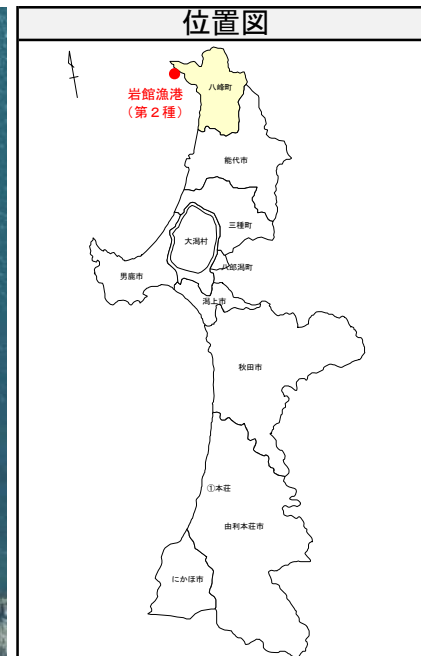 位置図
八峰町
岩館漁港
（第２種）
能代市
三種町
大潟村
八郎潟町
男鹿市
潟上市
秋田市
①本荘
由利本荘市
にかほ市